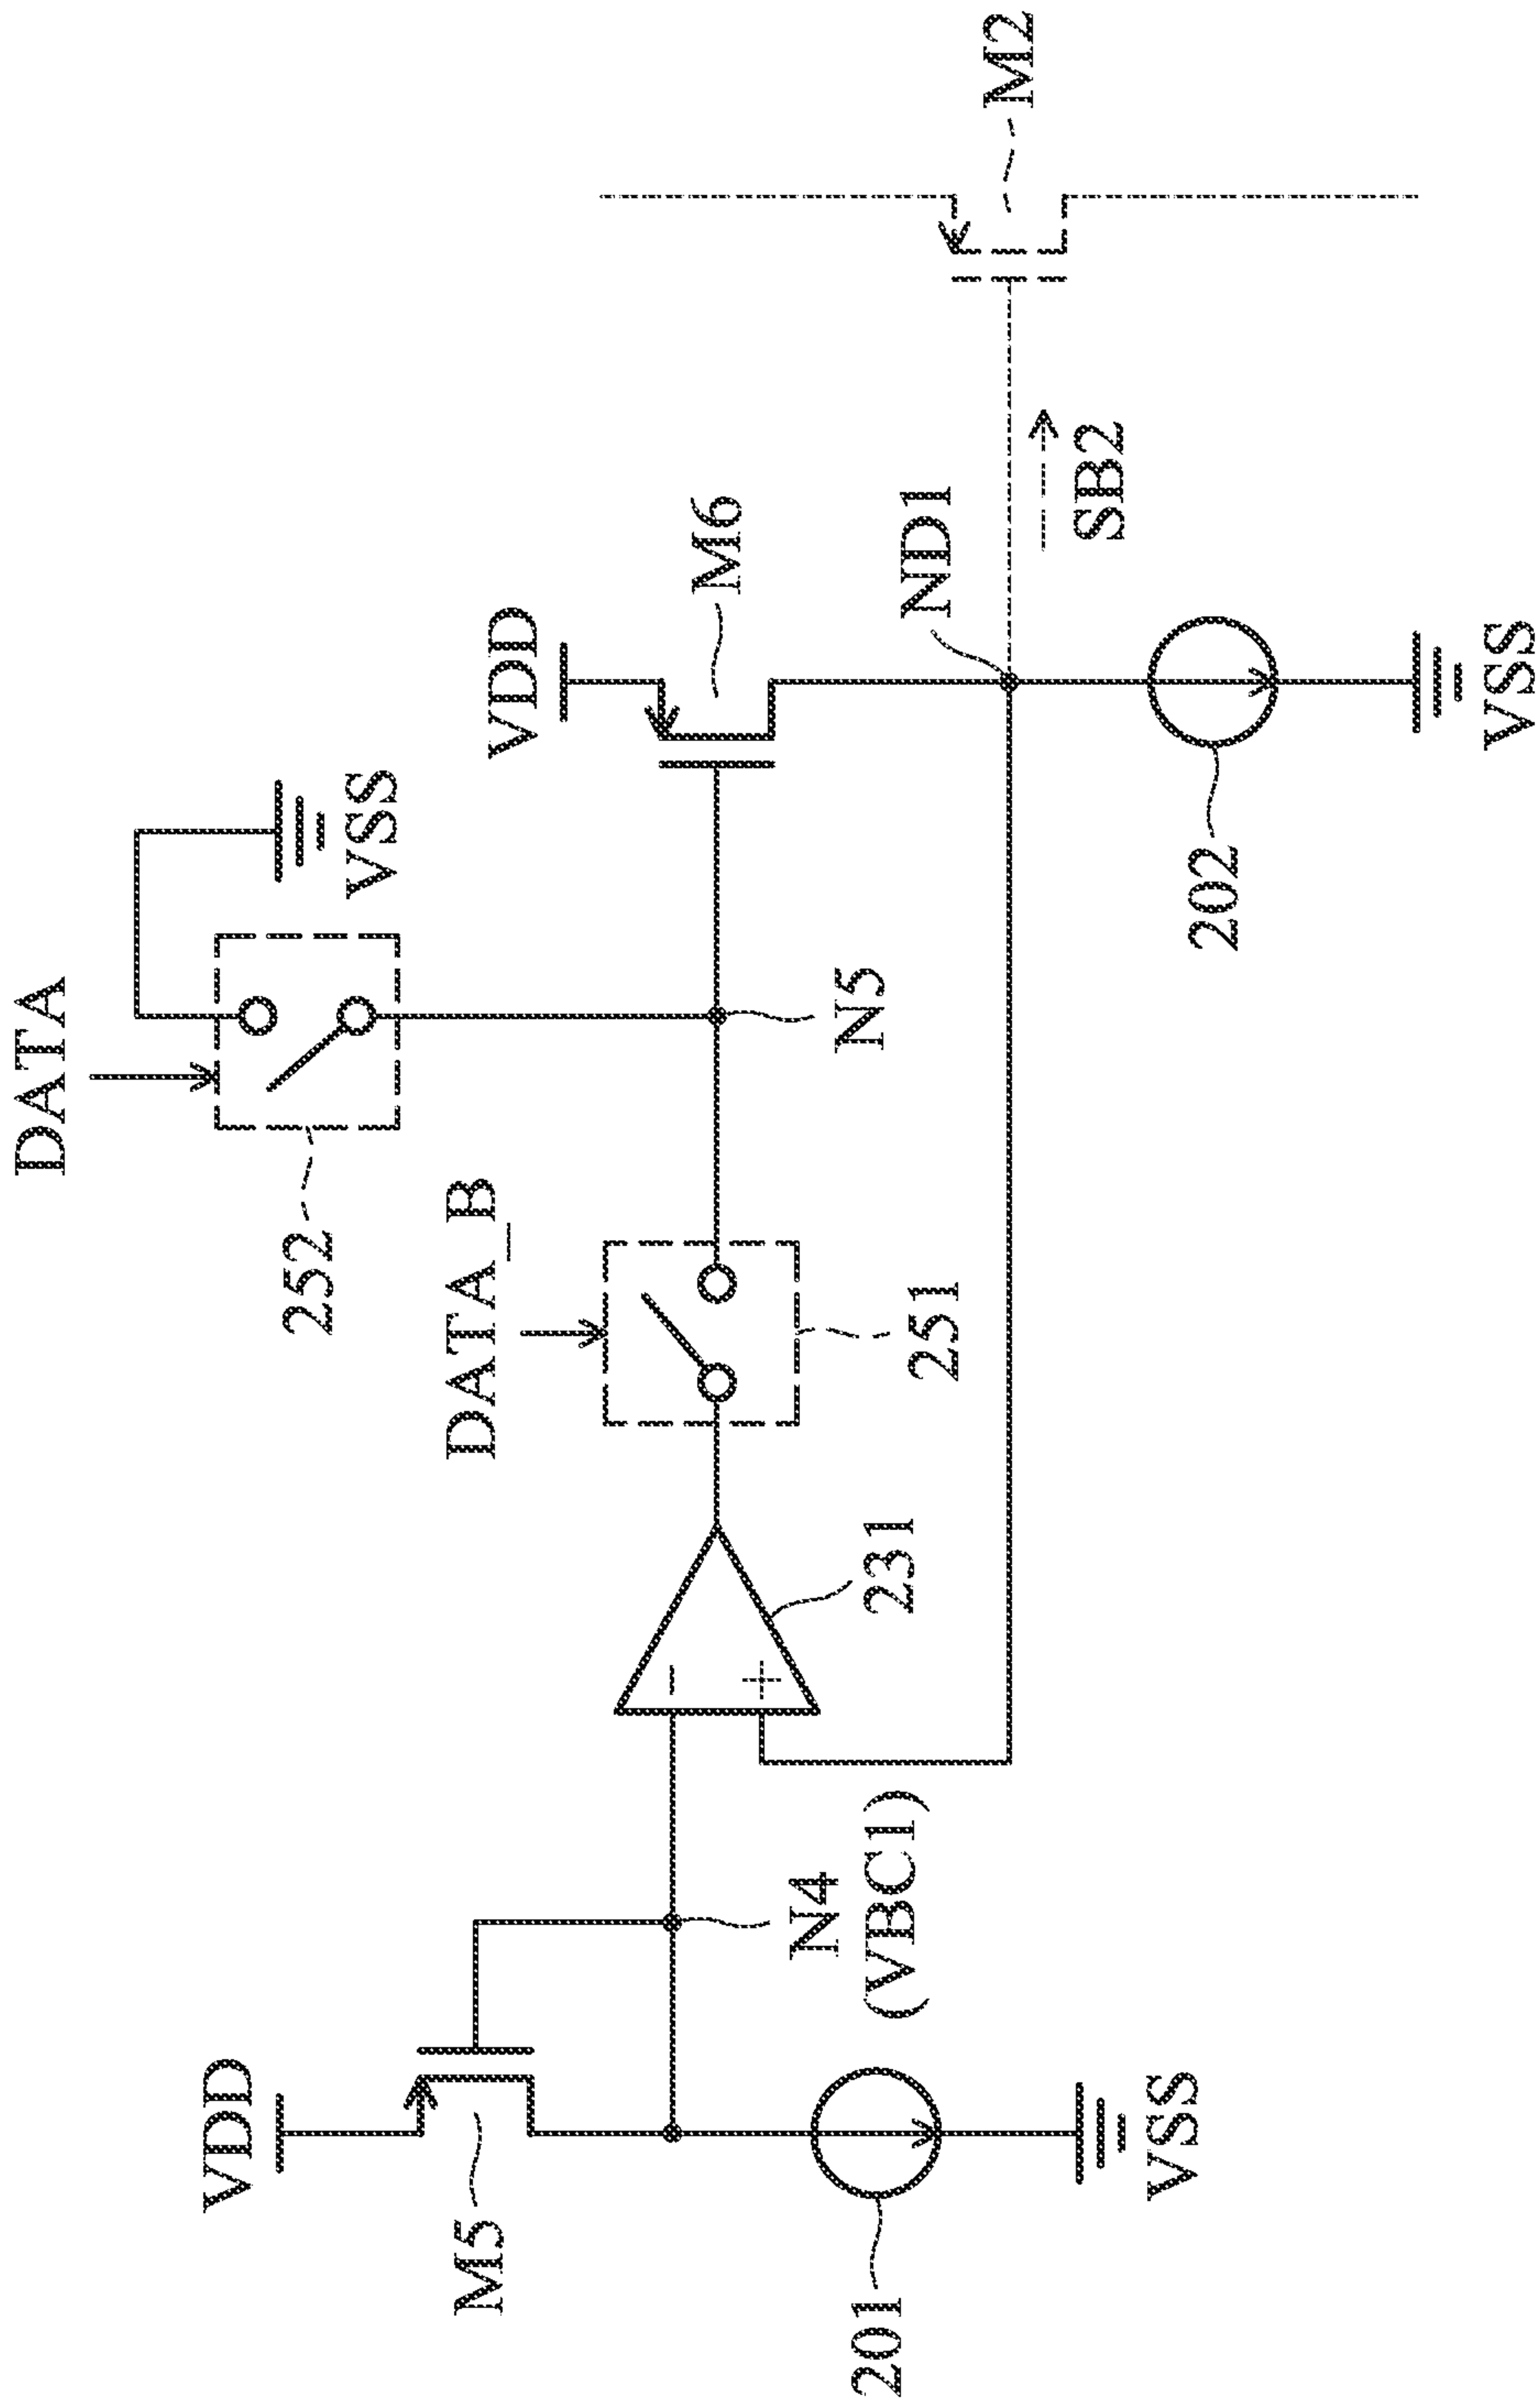 DATA
VDD
252
VSS
DATA_B
VDD
M5
M6
M2
N4
(VBC1)
−
+
231
251
N5
ND1
SB2
201
202
VSS
VSS